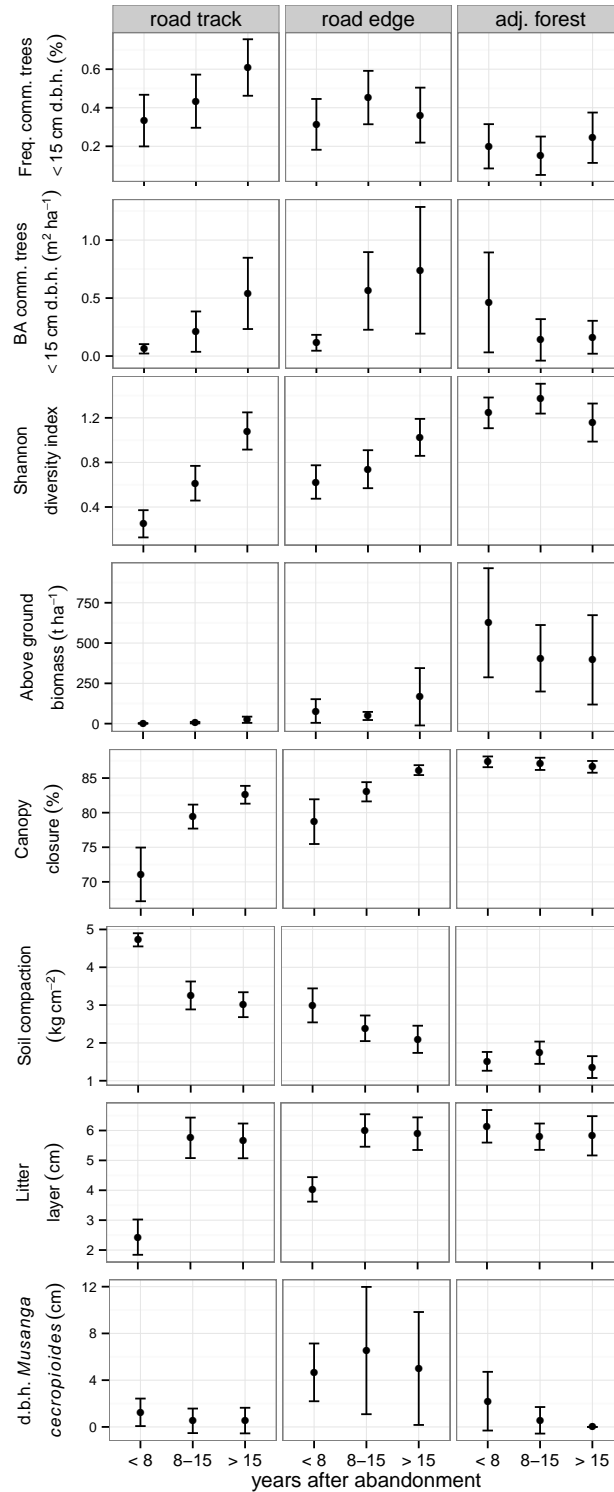 road track road edge adj. forest
Freq. comm. trees
< 15 cm d.b.h. (%)
0.6
0.4
0.2
BA comm. trees
< 15 cm d.b.h. (m² ha⁻¹)
1.0
0.5
0.0
Shannon
diversity index
1.2
0.8
0.4
Above ground
biomass (t ha⁻¹)
750
500
250
0
Canopy
closure (%)
85
80
75
70
Soil compaction
(kg cm⁻²)
5
4
3
2
1
Litter
layer (cm)
6
5
4
3
2
d.b.h. Musanga
cecropioides (cm)
12
8
4
0
< 8 8–15 > 15 < 8 8–15 > 15 < 8 8–15 > 15
years after abandonment